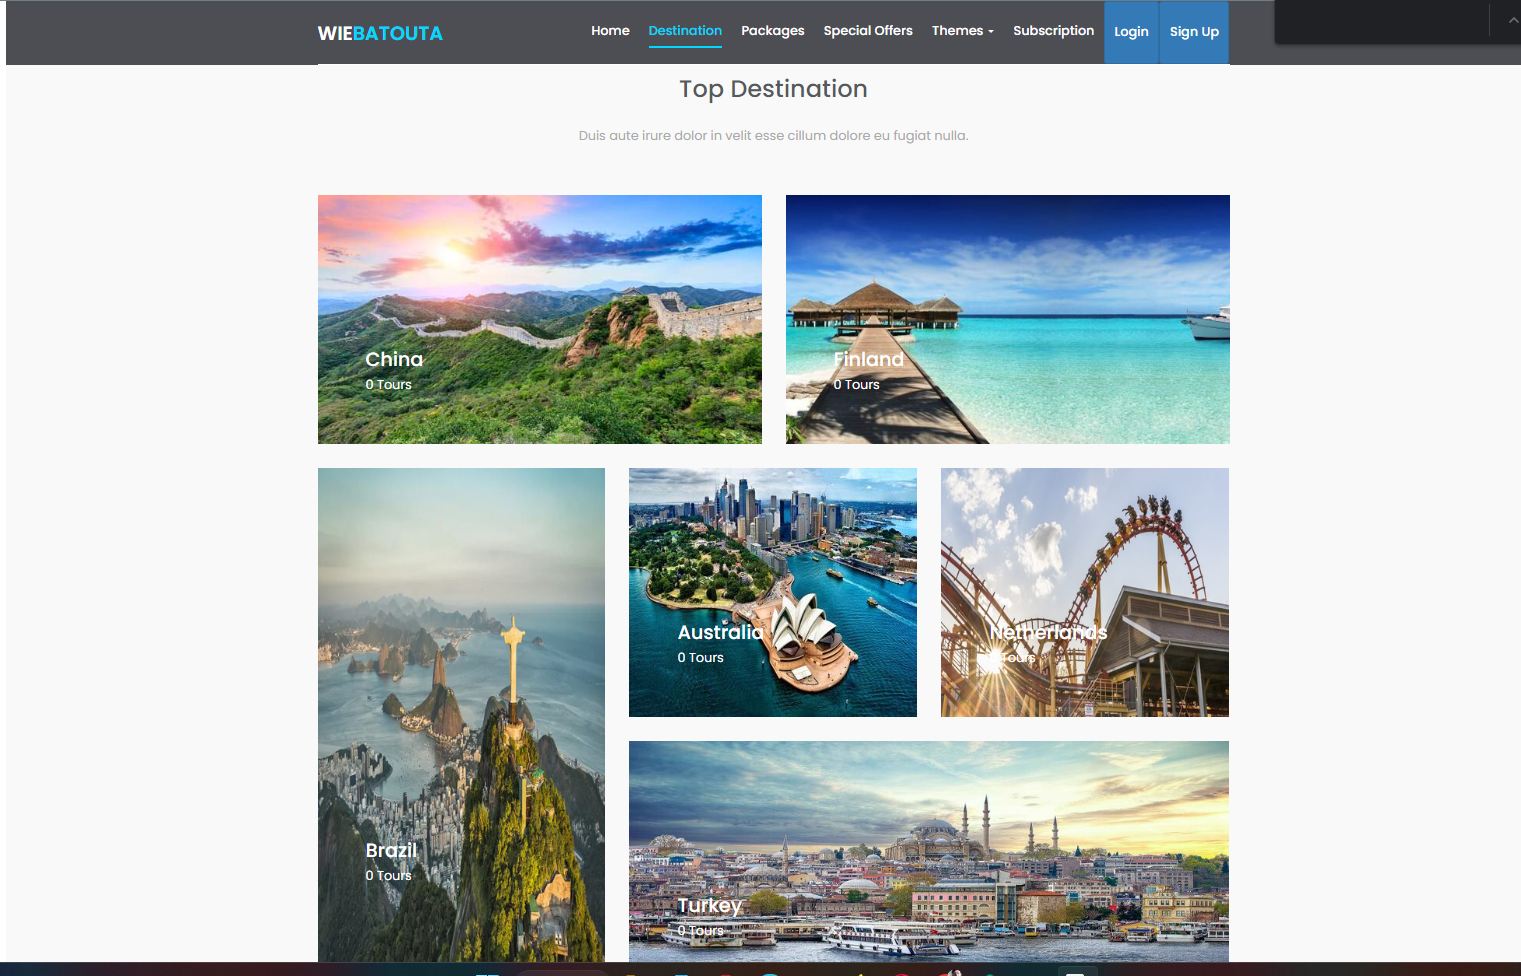 WIEBATOUTA
Home Destination Packages Special Offers Themes Subscription Login Sign Up
Top Destination
Duis aute irure dolor in velit esse cillum dolore eu fugiat nulla.
China
0 Tours
Finland
0 Tours
Brazil
0 Tours
Australia
0 Tours
Netherlands
0 Tours
Turkey
0 Tours